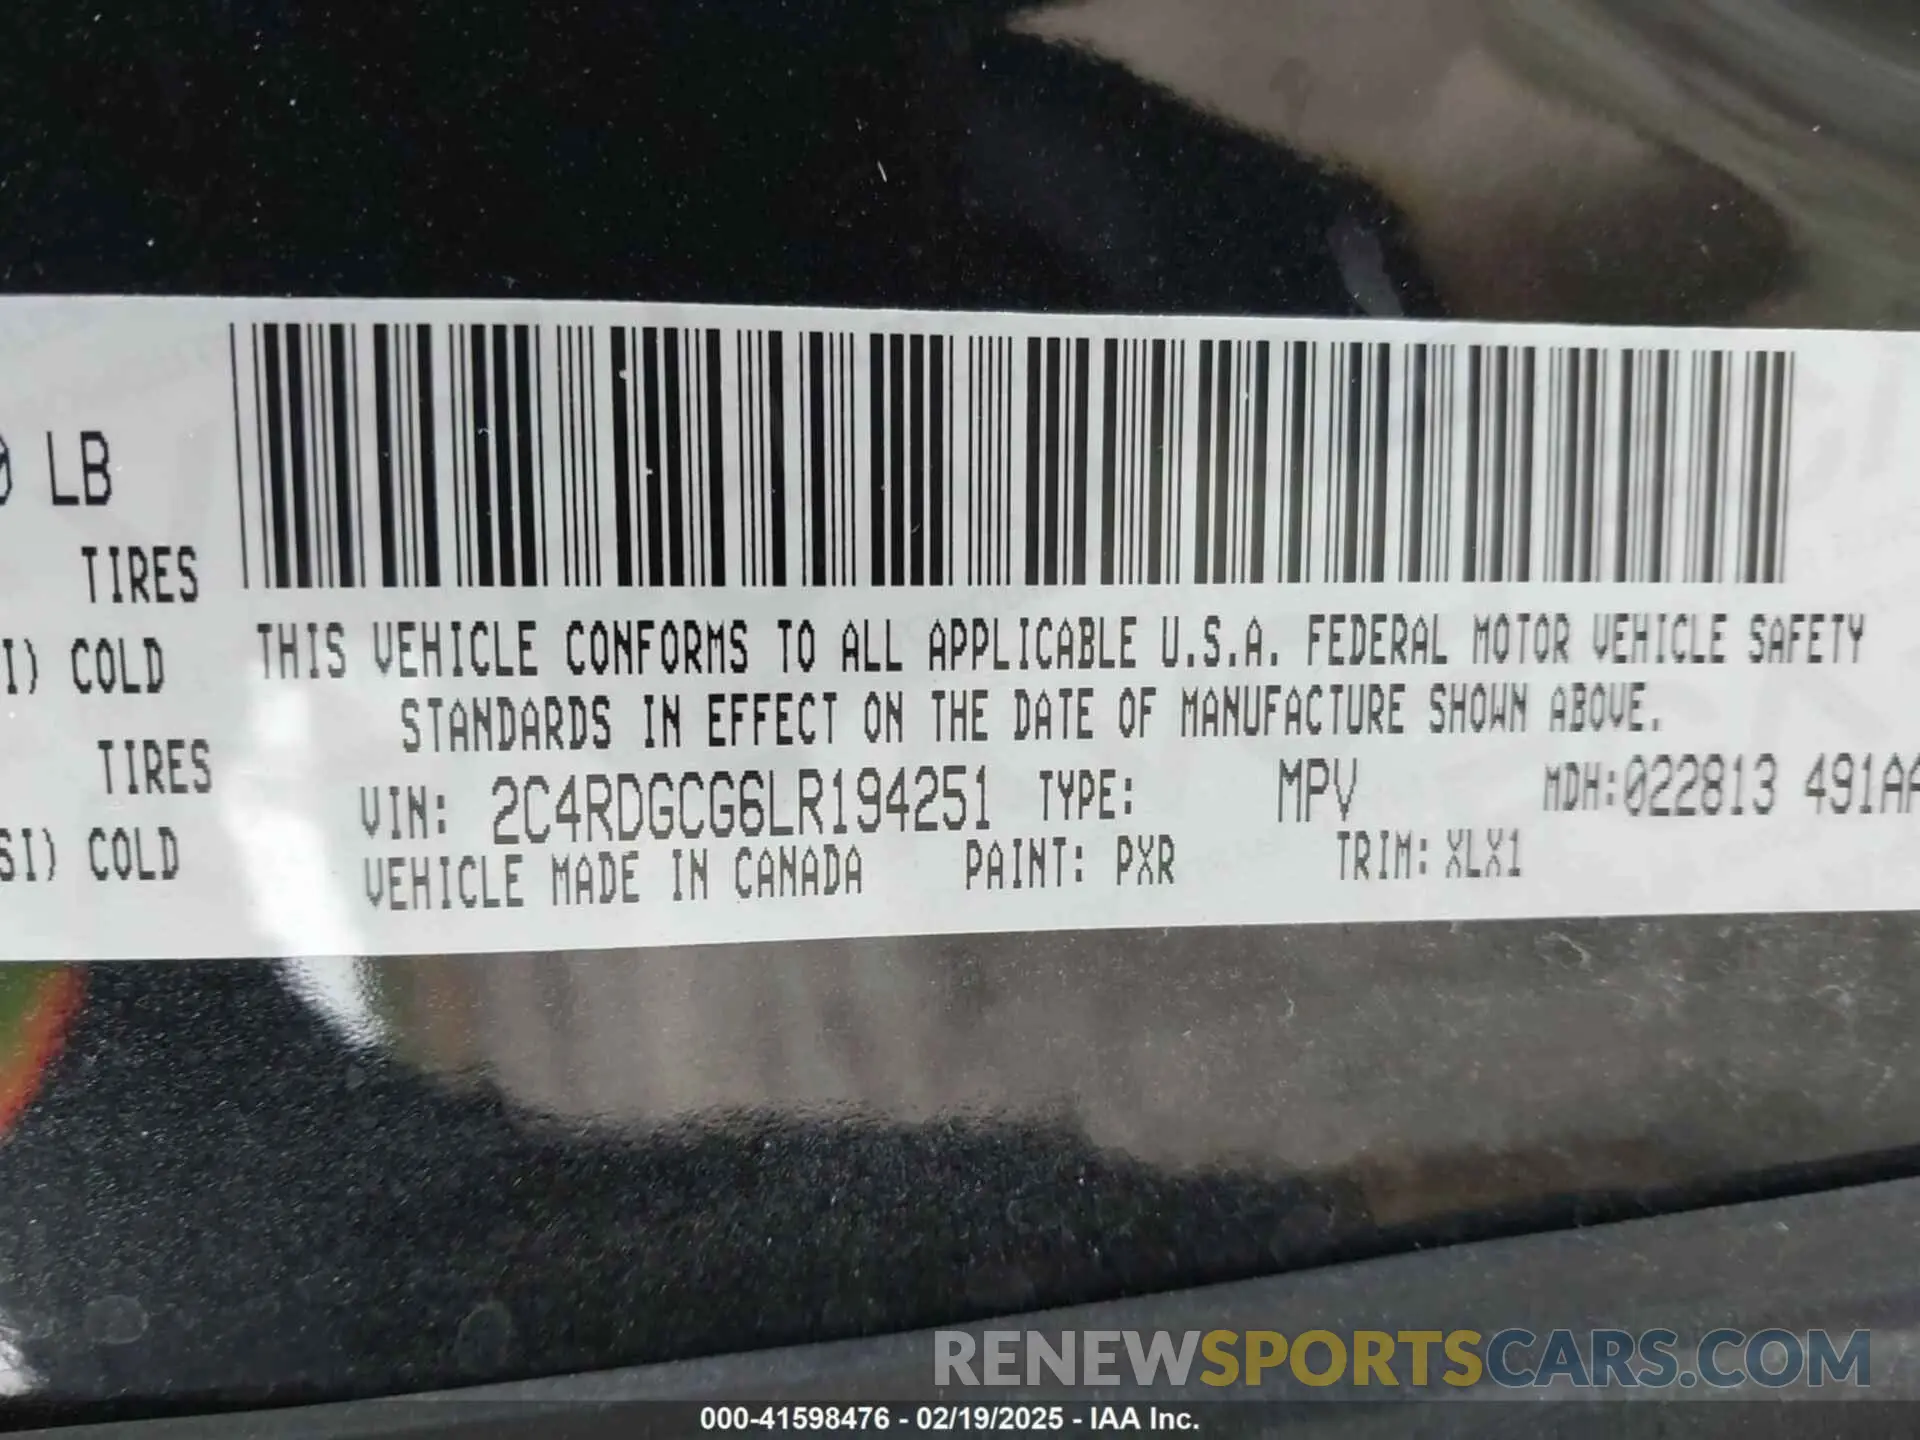 0 LB
TIRES
I) COLD
TIRES
SI) COLD
THIS VEHICLE CONFORMS TO ALL APPLICABLE U.S.A. FEDERAL MOTOR VEHICLE SAFETY
STANDARDS IN EFFECT ON THE DATE OF MANUFACTURE SHOWN ABOVE.
VIN: 2C4RDGCG6LR194251 TYPE: MPV MDH:022813 491AA
VEHICLE MADE IN CANADA PAINT: PXR TRIM: XLX1
RENEWSPORTSCARS.COM
000-41598476 - 02/19/2025 - IAA Inc.